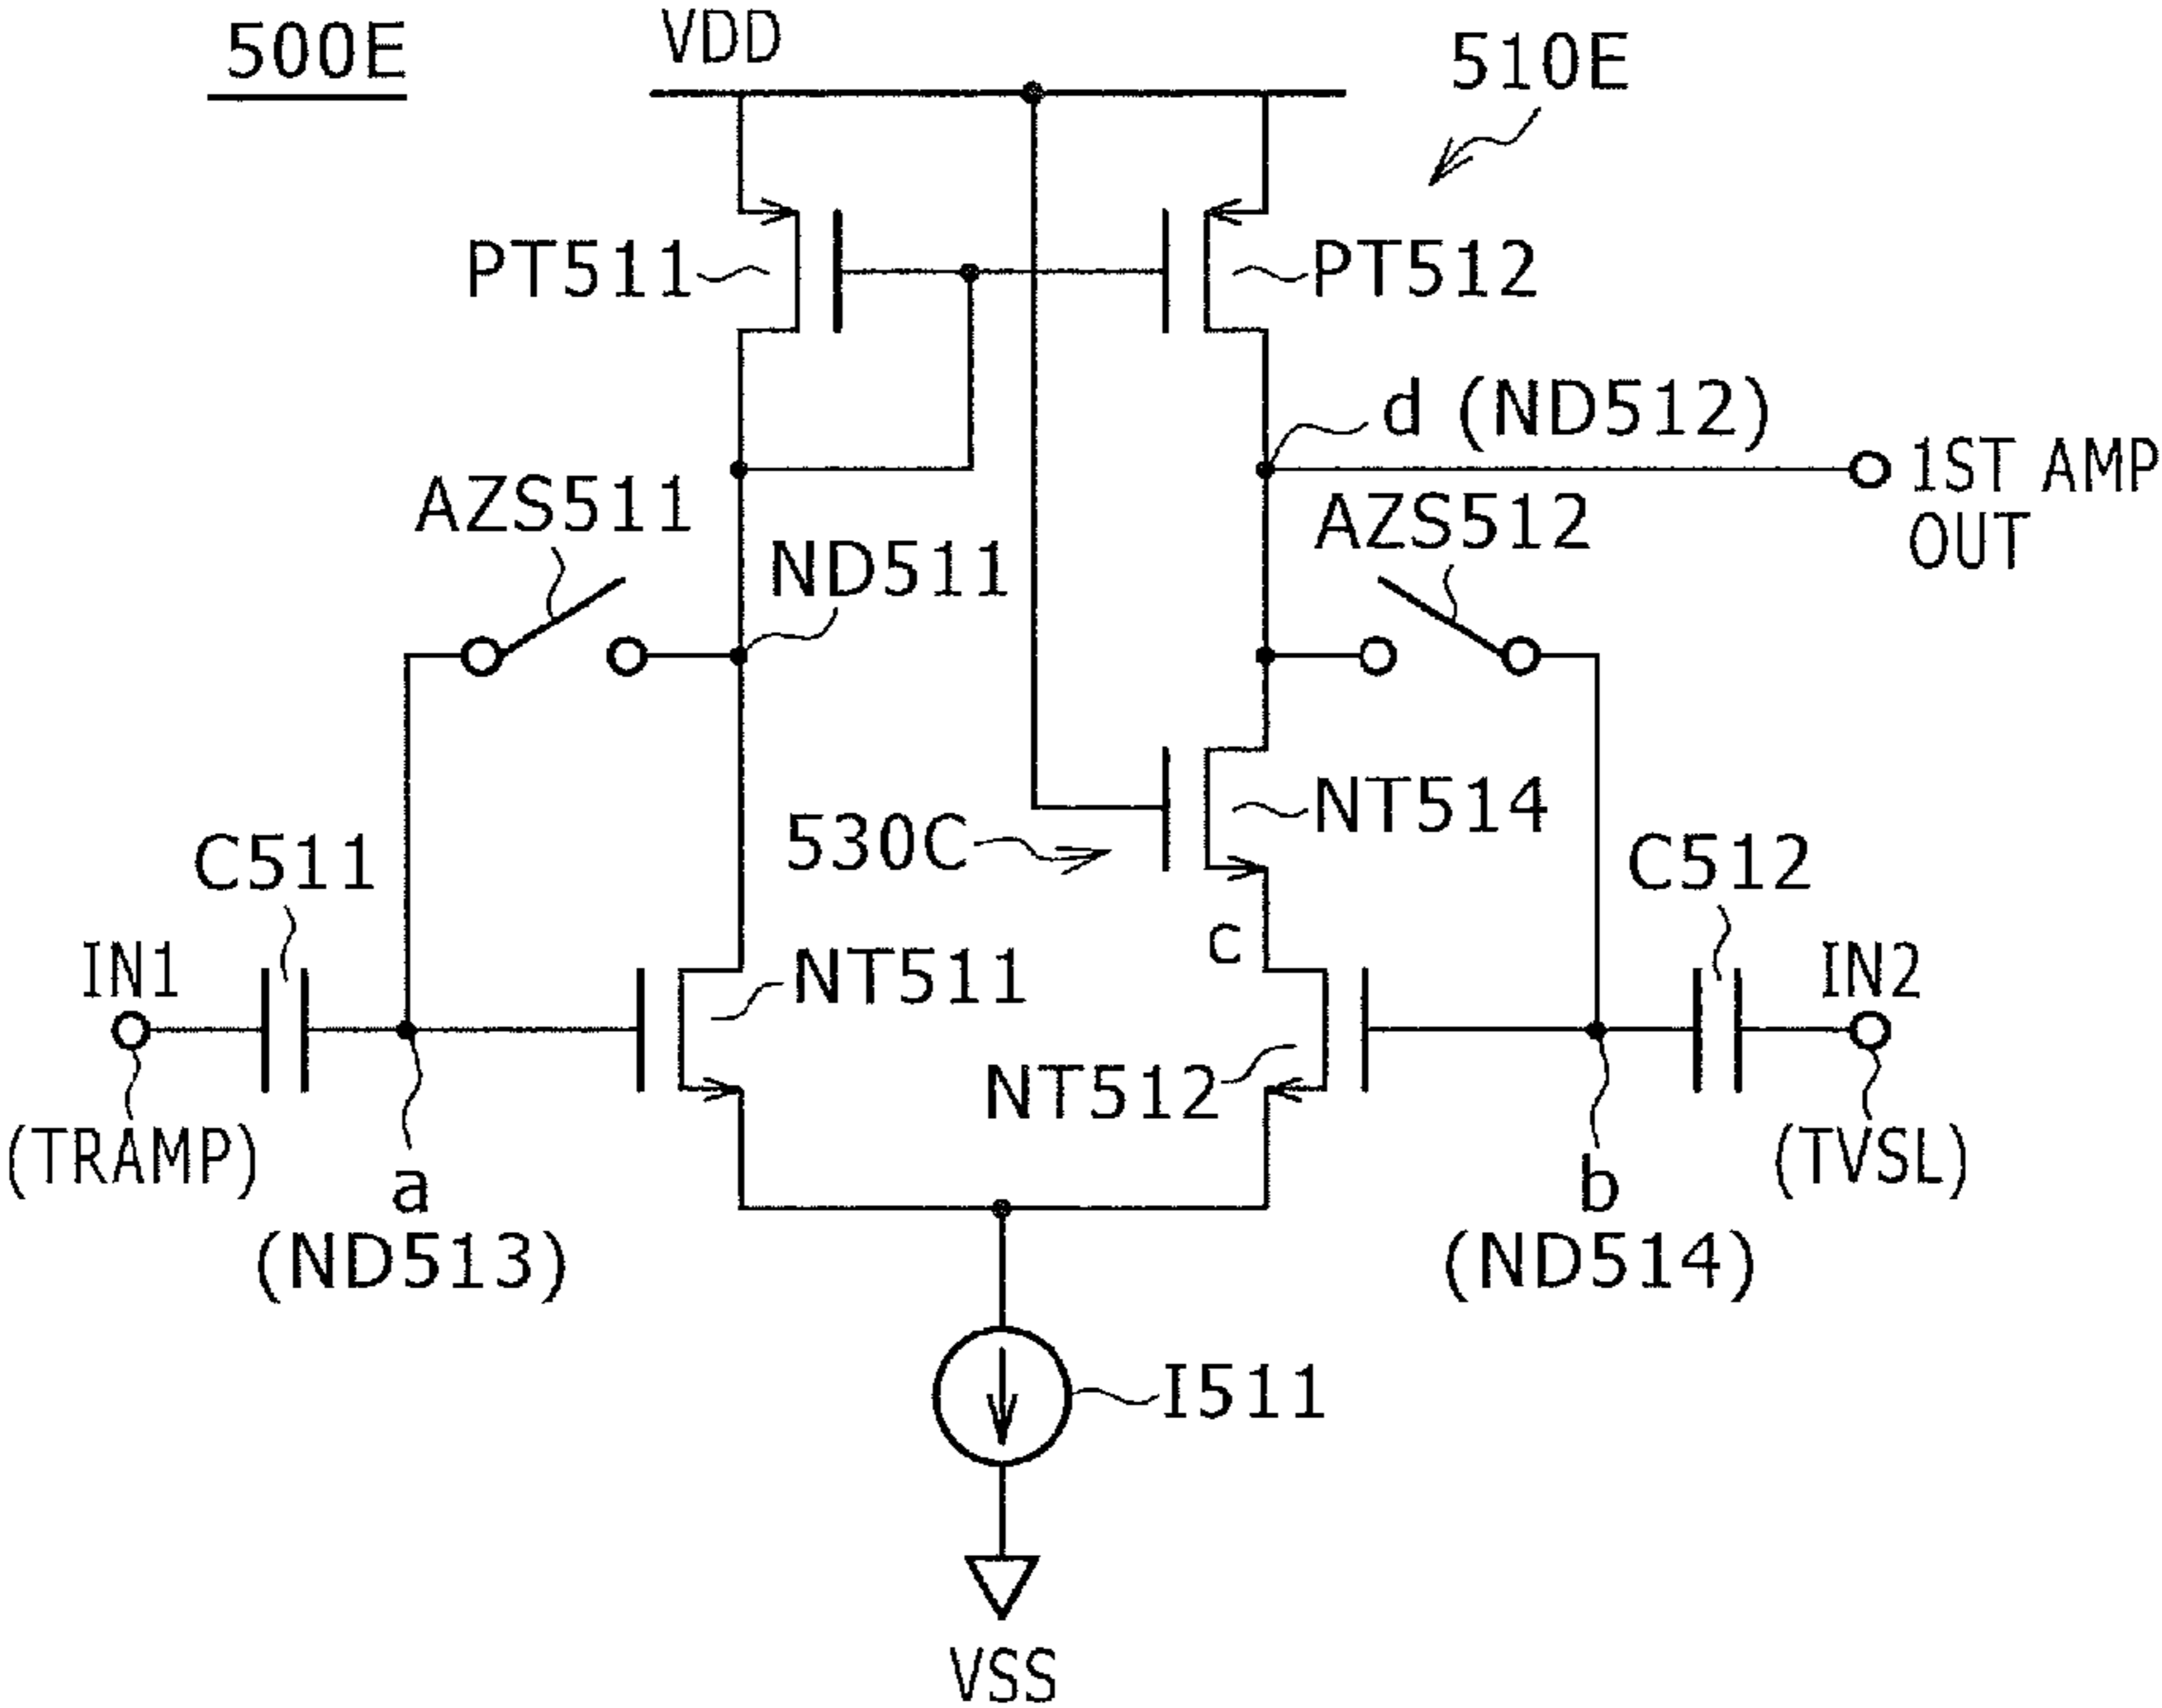 500E
VDD
510E
PT511
PT512
d (ND512)
1ST AMP
OUT
AZS511
AZS512
ND511
NT514
530C
C511
C512
c
IN1
NT511
IN2
NT512
(TRAMP)
(TVSL)
a
(ND513)
b
(ND514)
I511
VSS